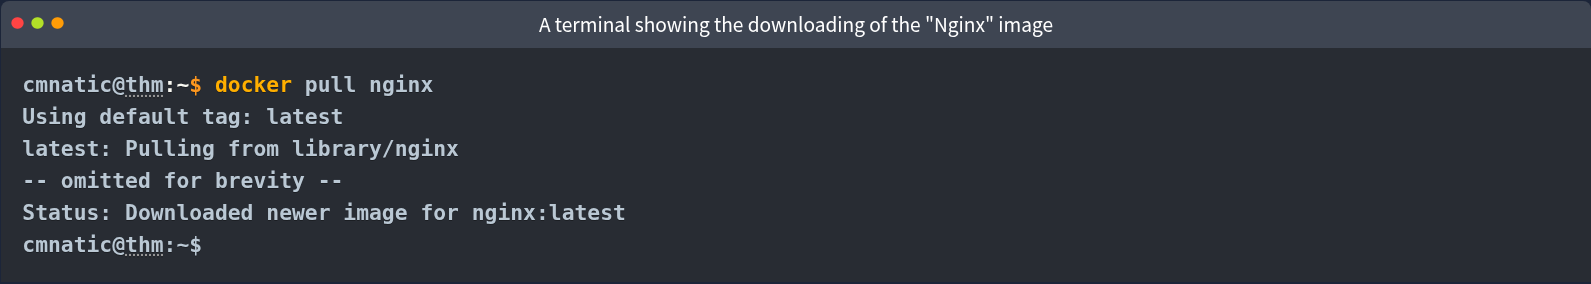 A terminal showing the downloading of the "Nginx" image
cmnatic@thm:~$ docker pull nginx
Using default tag: latest
latest: Pulling from library/nginx
-- omitted for brevity --
Status: Downloaded newer image for nginx:latest
cmnatic@thm:~$